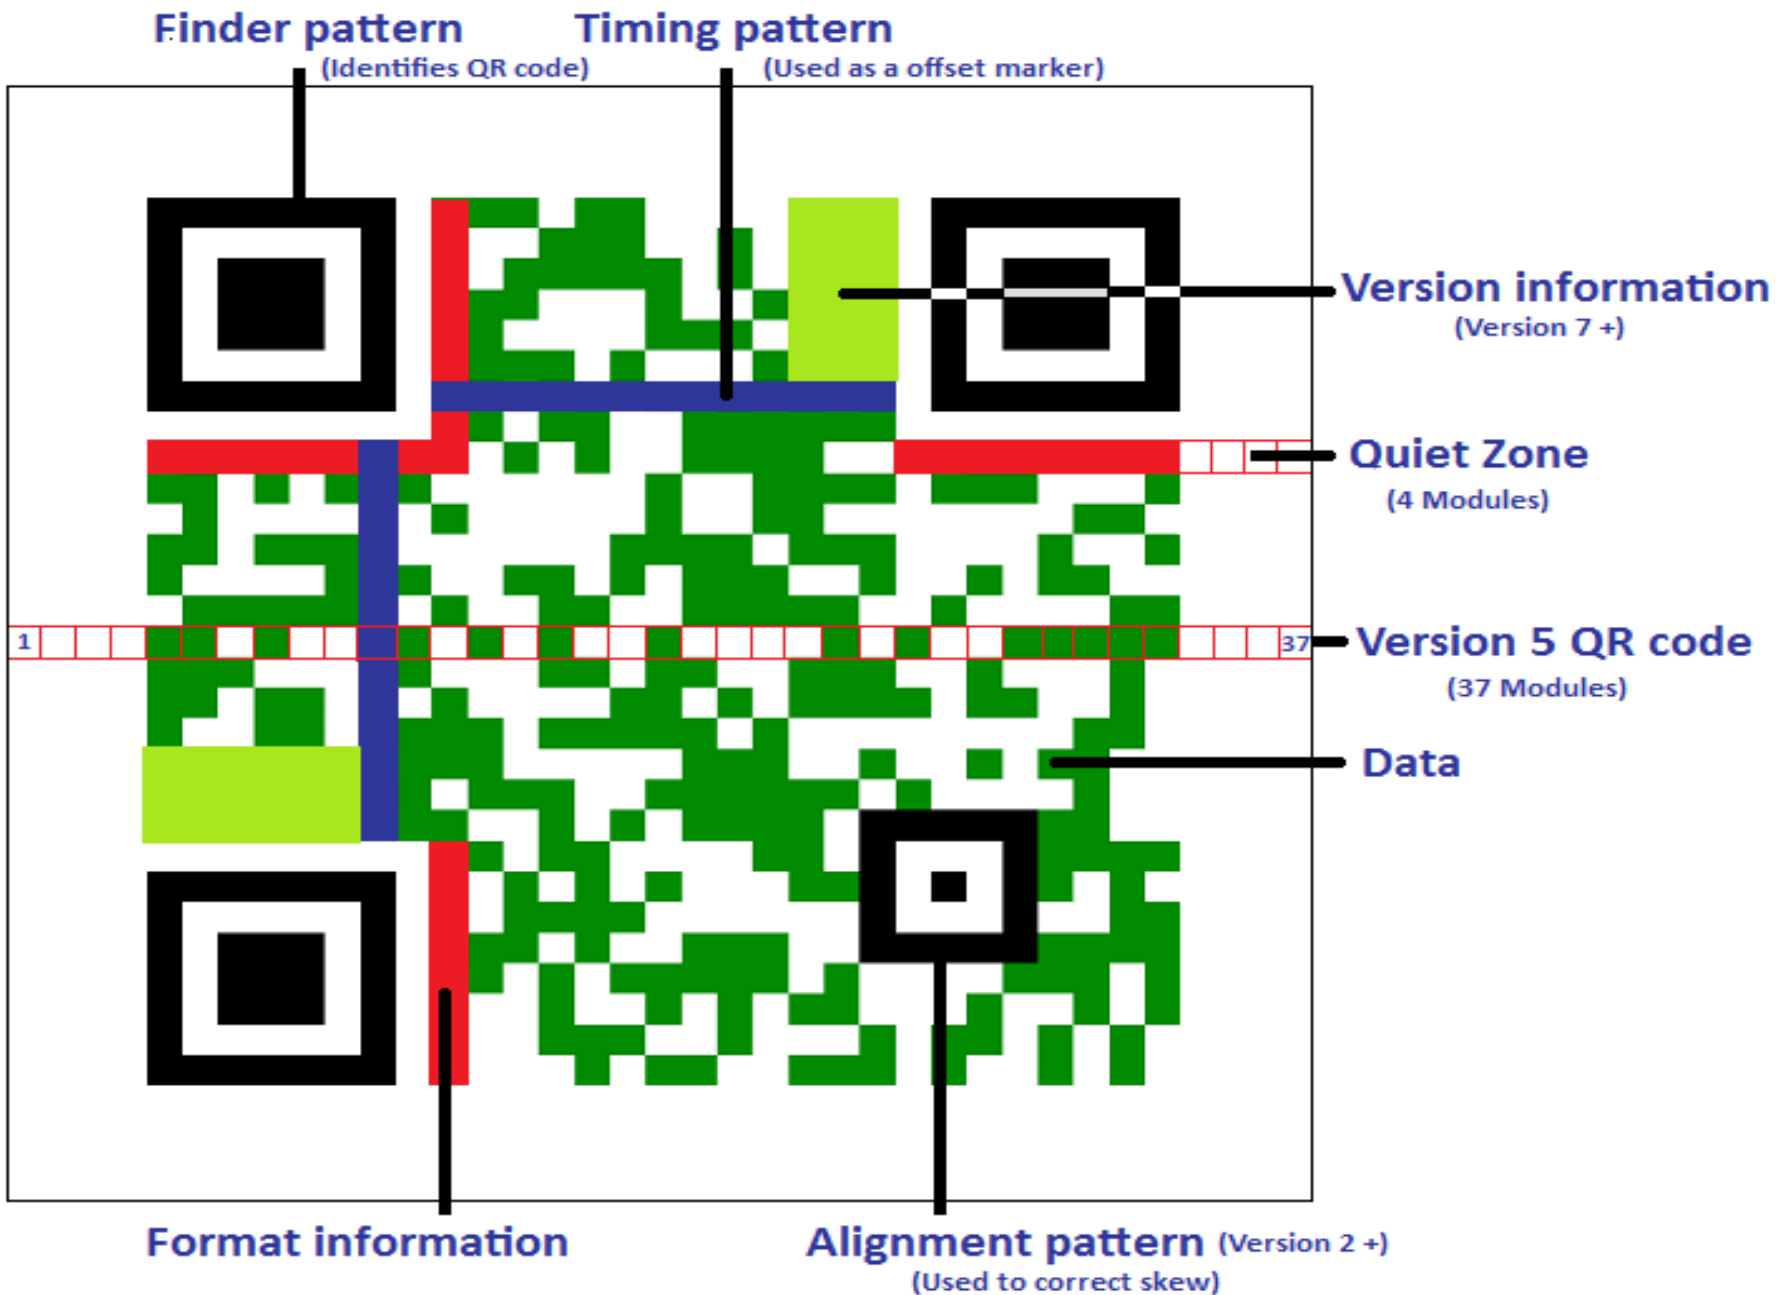 Finder pattern
(Identifies QR code)
Timing pattern
(Used as a offset marker)
Version information
(Version 7 +)
Quiet Zone
(4 Modules)
1
37
Version 5 QR code
(37 Modules)
Data
Format information
Alignment pattern (Version 2 +)
(Used to correct skew)